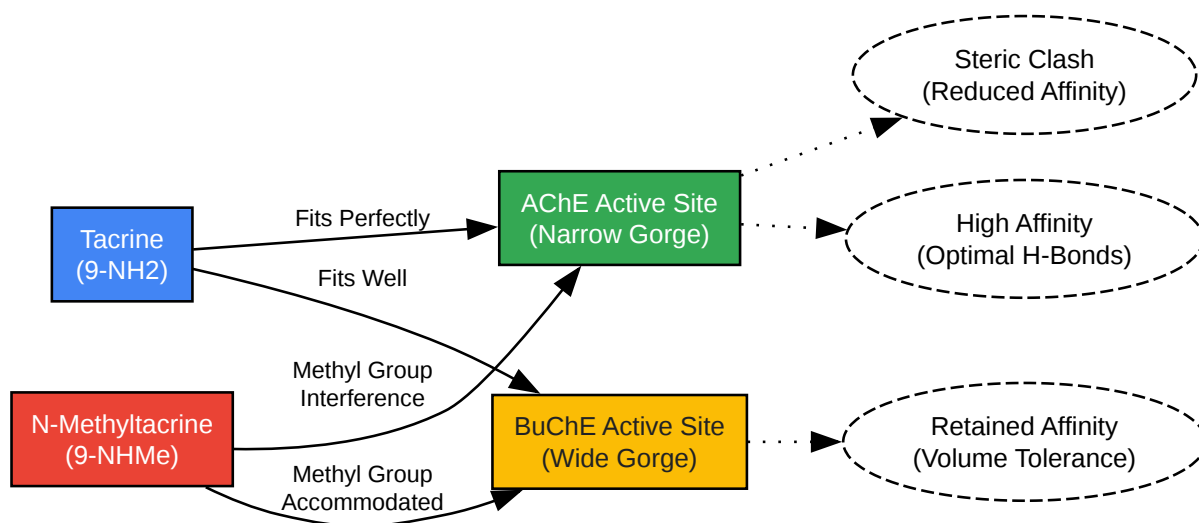 Steric Clash
(Reduced Affinity)
AChE Active Site
(Narrow Gorge)
Fits Perfectly
Tacrine
(9-NH2)
High Affinity
(Optimal H-Bonds)
Fits Well
Methyl Group
Interference
N-Methyltacrine
(9-NHMe)
BuChE Active Site
(Wide Gorge)
Retained Affinity
(Volume Tolerance)
Methyl Group
Accommodated